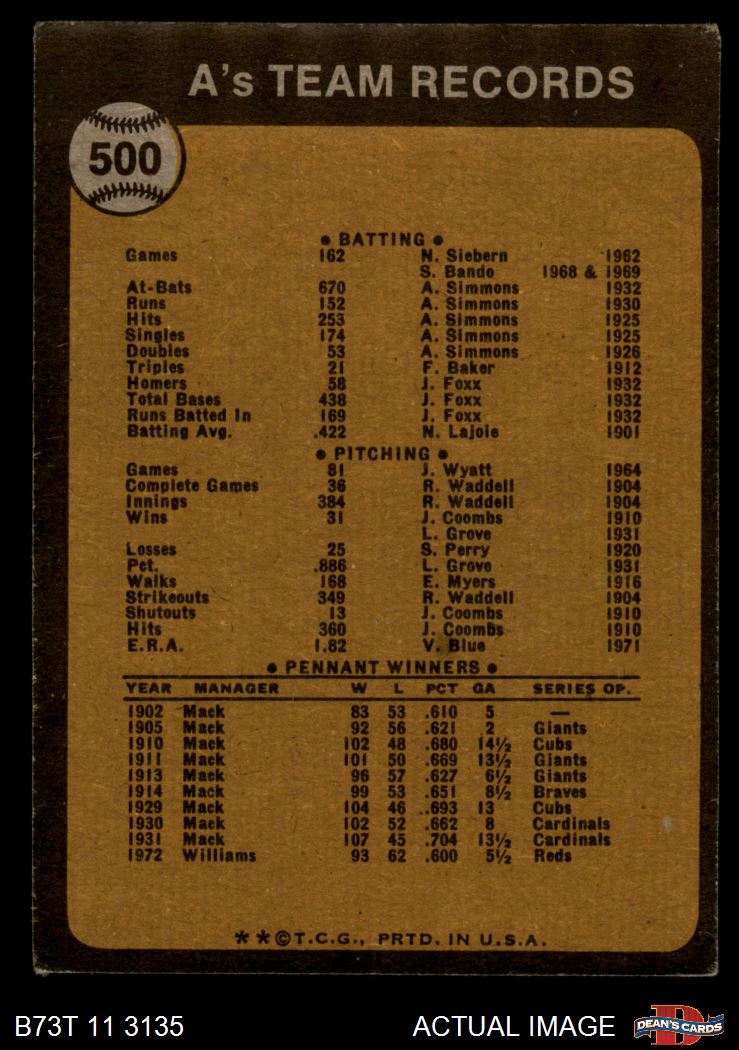 A's TEAM RECORDS
500
• BATTING •
Games 162 N. Siebern 1962
S. Bando 1968 & 1969
At-Bats 670 A. Simmons 1932
Runs 152 A. Simmons 1930
Hits 253 A. Simmons 1925
Singles 174 A. Simmons 1925
Doubles 53 A. Simmons 1926
Triples 21 F. Baker 1912
Homers 58 J. Foxx 1932
Total Bases 438 J. Foxx 1932
Runs Batted In 169 J. Foxx 1932
Batting Avg. .422 N. Lajoie 1901
• PITCHING •
Games 81 J. Wyatt 1964
Complete Games 36 R. Waddell 1904
Innings 384 R. Waddell 1904
Wins 31 J. Coombs 1910
L. Grove 1931
Losses 25 S. Perry 1920
Pct. .886 L. Grove 1931
Walks 168 E. Myers 1916
Strikeouts 349 R. Waddell 1904
Shutouts 13 J. Coombs 1910
Hits 360 J. Coombs 1910
E.R.A. 1.82 V. Blue 1971
• PENNANT WINNERS •
YEAR MANAGER W L PCT GA SERIES OP.
1902 Mack 83 53 .610 5 —
1905 Mack 92 56 .621 2 Giants
1910 Mack 102 48 .680 14½ Cubs
1911 Mack 101 50 .669 13½ Giants
1913 Mack 96 57 .627 6½ Giants
1914 Mack 99 53 .651 8½ Braves
1929 Mack 104 46 ..693 13 Cubs
1930 Mack 102 52 .662 8 Cardinals
1931 Mack 107 45 .704 13½ Cardinals
1972 Williams 93 62 .600 5½ Reds
* * © T.C.G., PRTD. IN U.S.A.
B73T 11 3135 ACTUAL IMAGE
D
DEAN'S CARDS